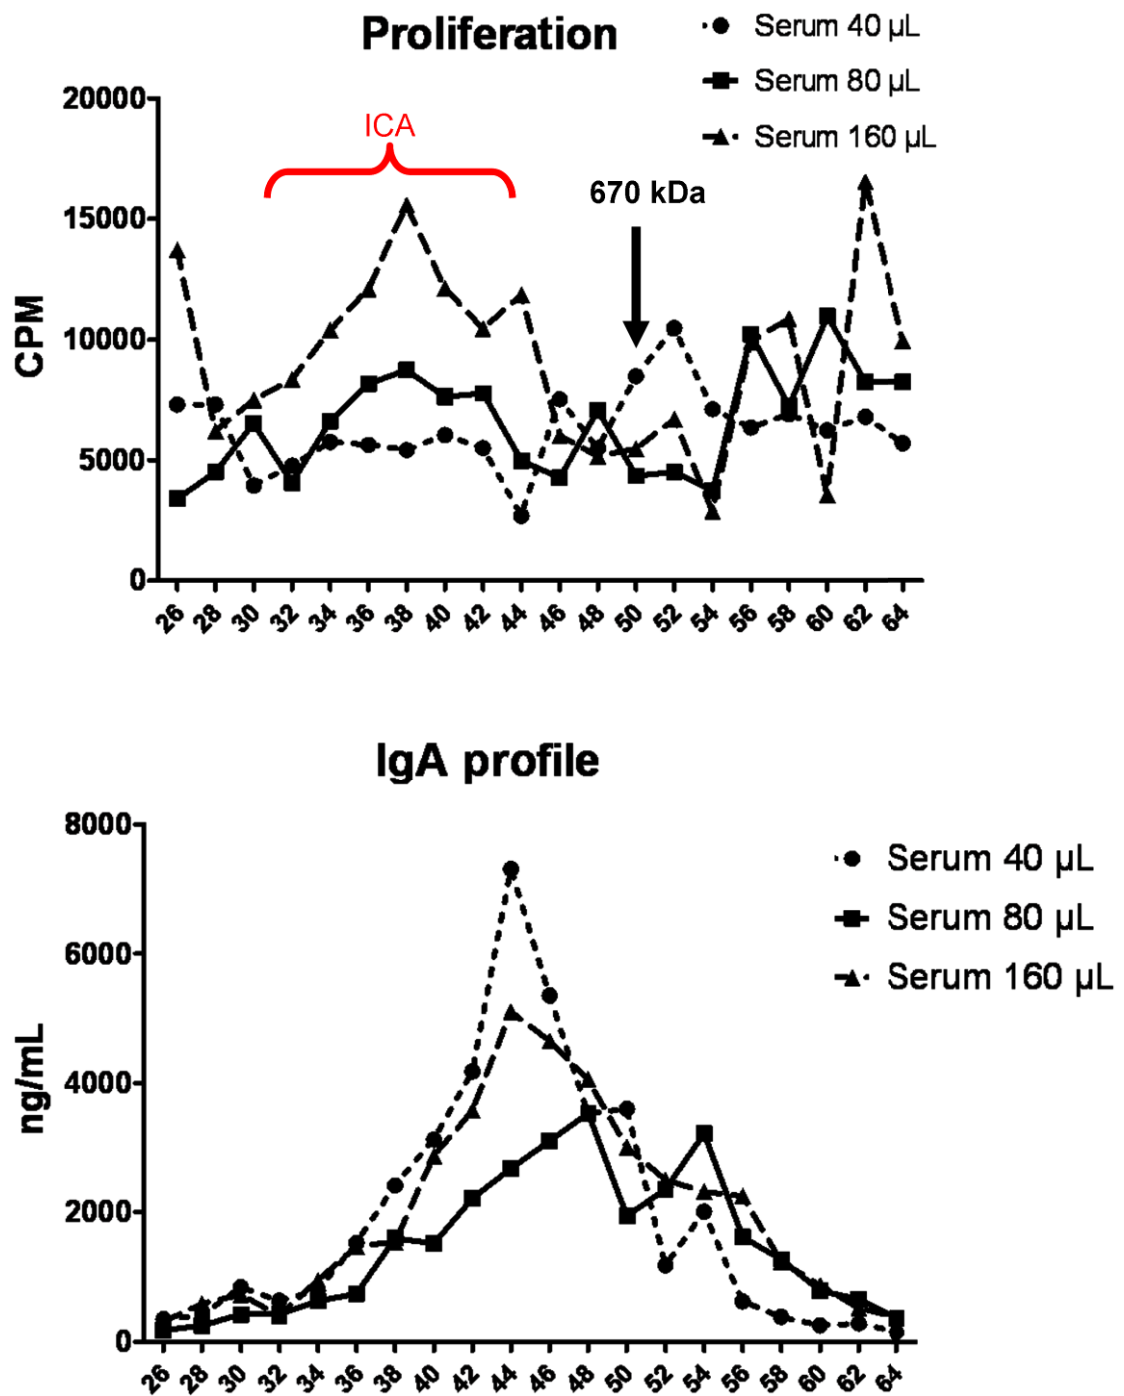 Proliferation
Serum 40 µL
Serum 80 µL
Serum 160 µL
20000
15000
10000
5000
0
CPM
ICA
670 kDa
26 28 30 32 34 36 38 40 42 44 46 48 50 52 54 56 58 60 62 64
IgA profile
Serum 40 µL
Serum 80 µL
Serum 160 µL
8000
6000
4000
2000
0
ng/mL
26 28 30 32 34 36 38 40 42 44 46 48 50 52 54 56 58 60 62 64